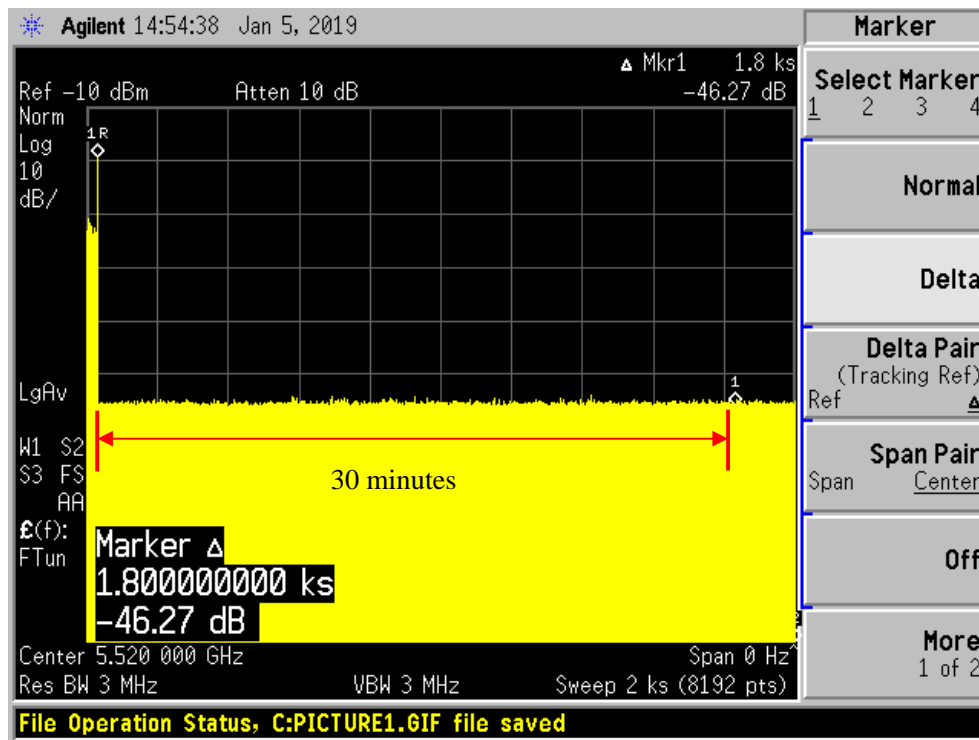 Agilent 14:54:38 Jan 5, 2019
Marker
Δ Mkr1 1.8 ks
Ref -10 dBm Atten 10 dB -46.27 dB
Norm
Log
10
dB/
1R
1
LgAv
W1 S2
S3 FS
AA
£(f):
FTun
30 minutes
Marker Δ
1.800000000 ks
-46.27 dB
Center 5.520 000 GHz Span 0 Hz^
Res BW 3 MHz VBW 3 MHz Sweep 2 ks (8192 pts)
File Operation Status, C:PICTURE1.GIF file saved
Select Marker
1 2 3 4
Normal
Delta
Delta Pair
(Tracking Ref)
Ref Δ
Span Pair
Span Center
Off
More
1 of 2